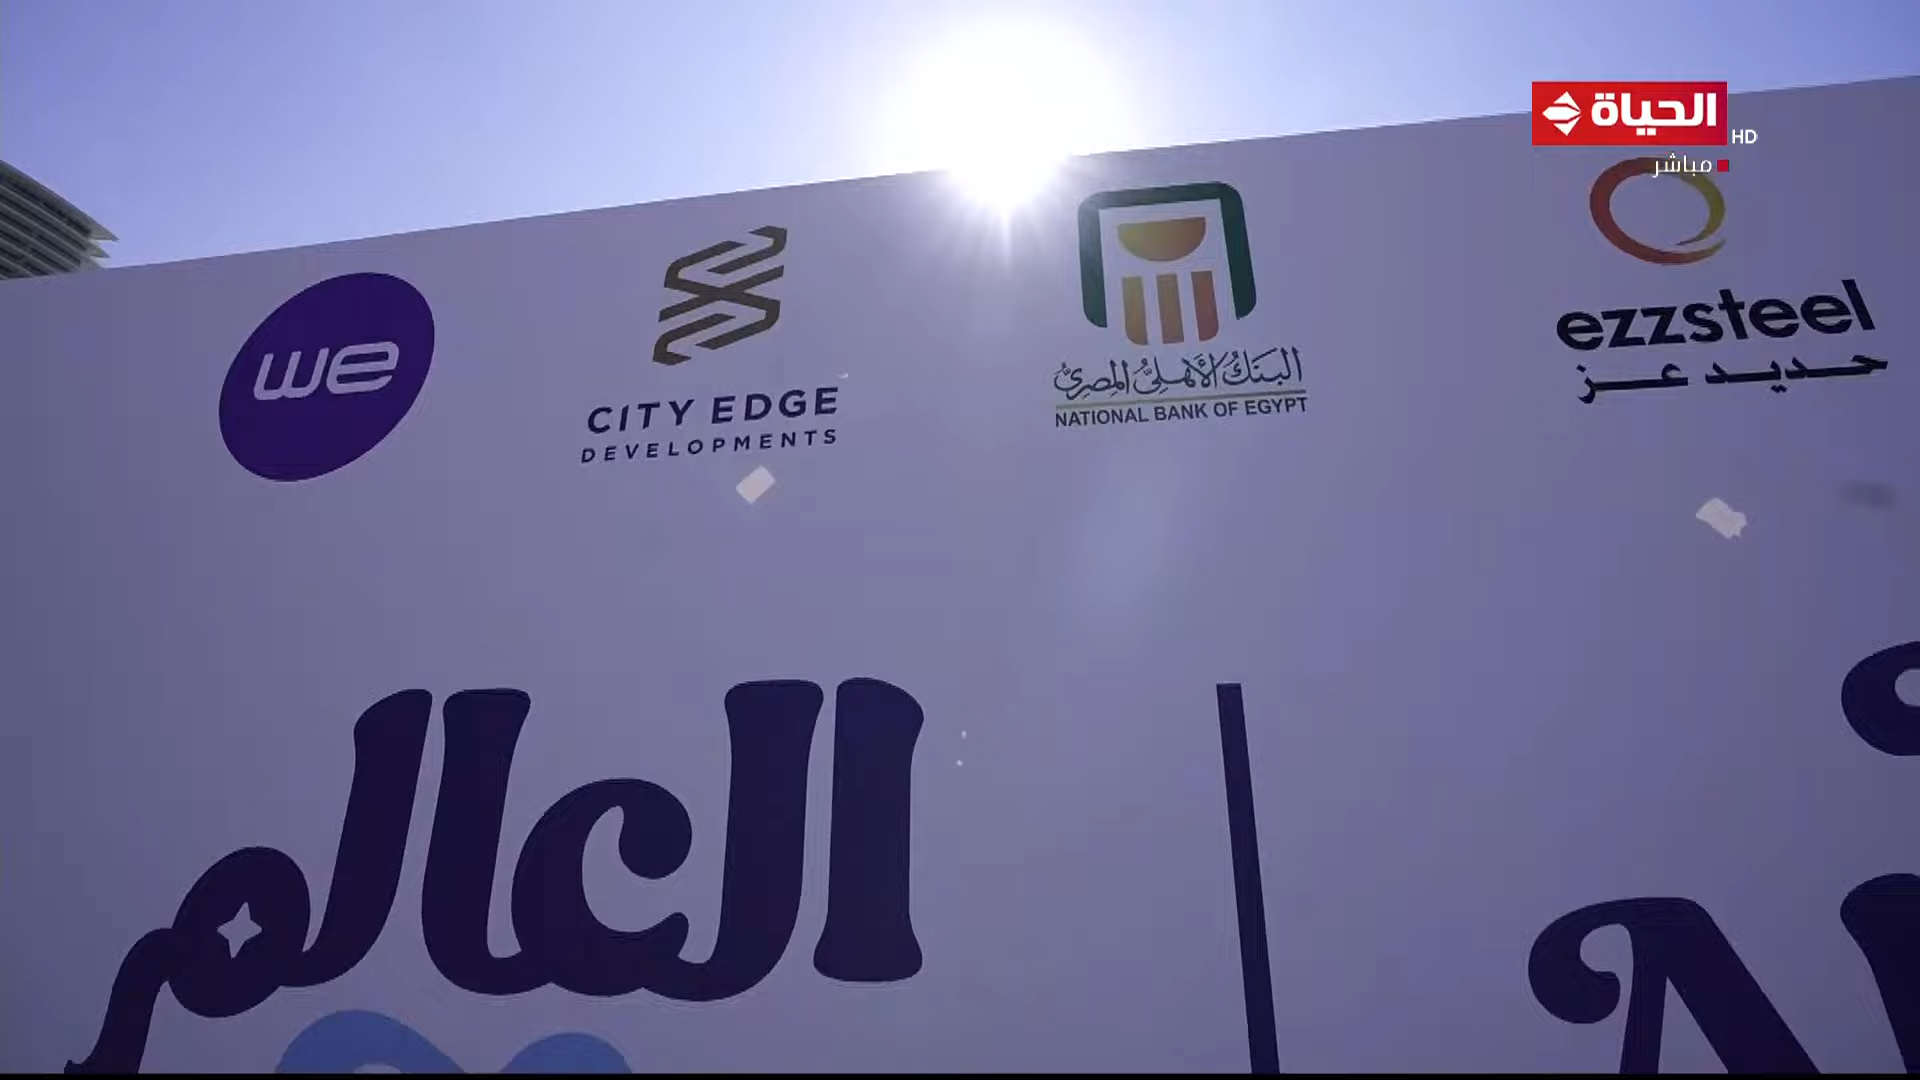 الحياة
HD
مباشر
we
CITY EDGE
DEVELOPMENTS
البنك الأهلي المصري
NATIONAL BANK OF EGYPT
ezzsteel
حديد عز
العالم